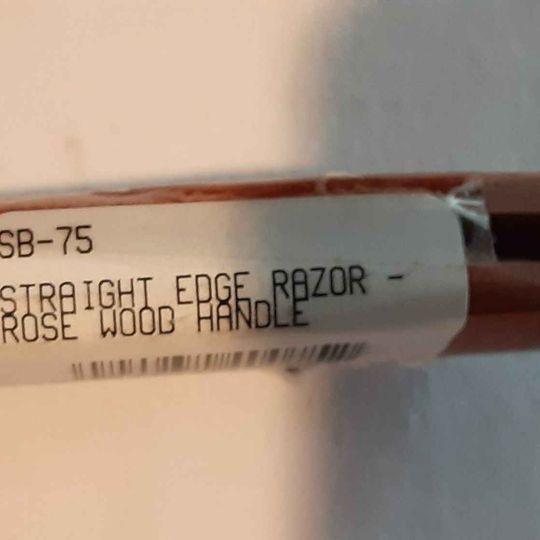 SB-75
STRAIGHT EDGE RAZOR -
ROSE WOOD HANDLE